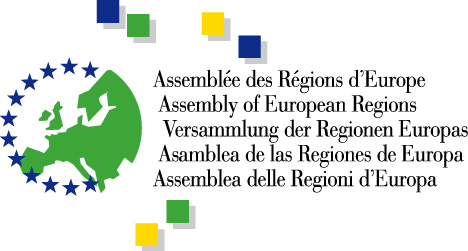 Assemblée des Régions d'Europe
Assembly of European Regions
Versammlung der Regionen Europas
Asamblea de las Regiones de Europa
Assemblea delle Regioni d'Europa